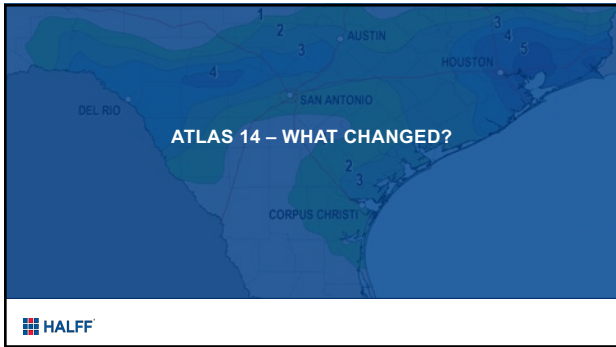 1
2
AUSTIN
3
3
4
HOUSTON
5
4
DEL RIO
SAN ANTONIO
ATLAS 14 – WHAT CHANGED?
2
3
CORPUS CHRISTI
HALFF